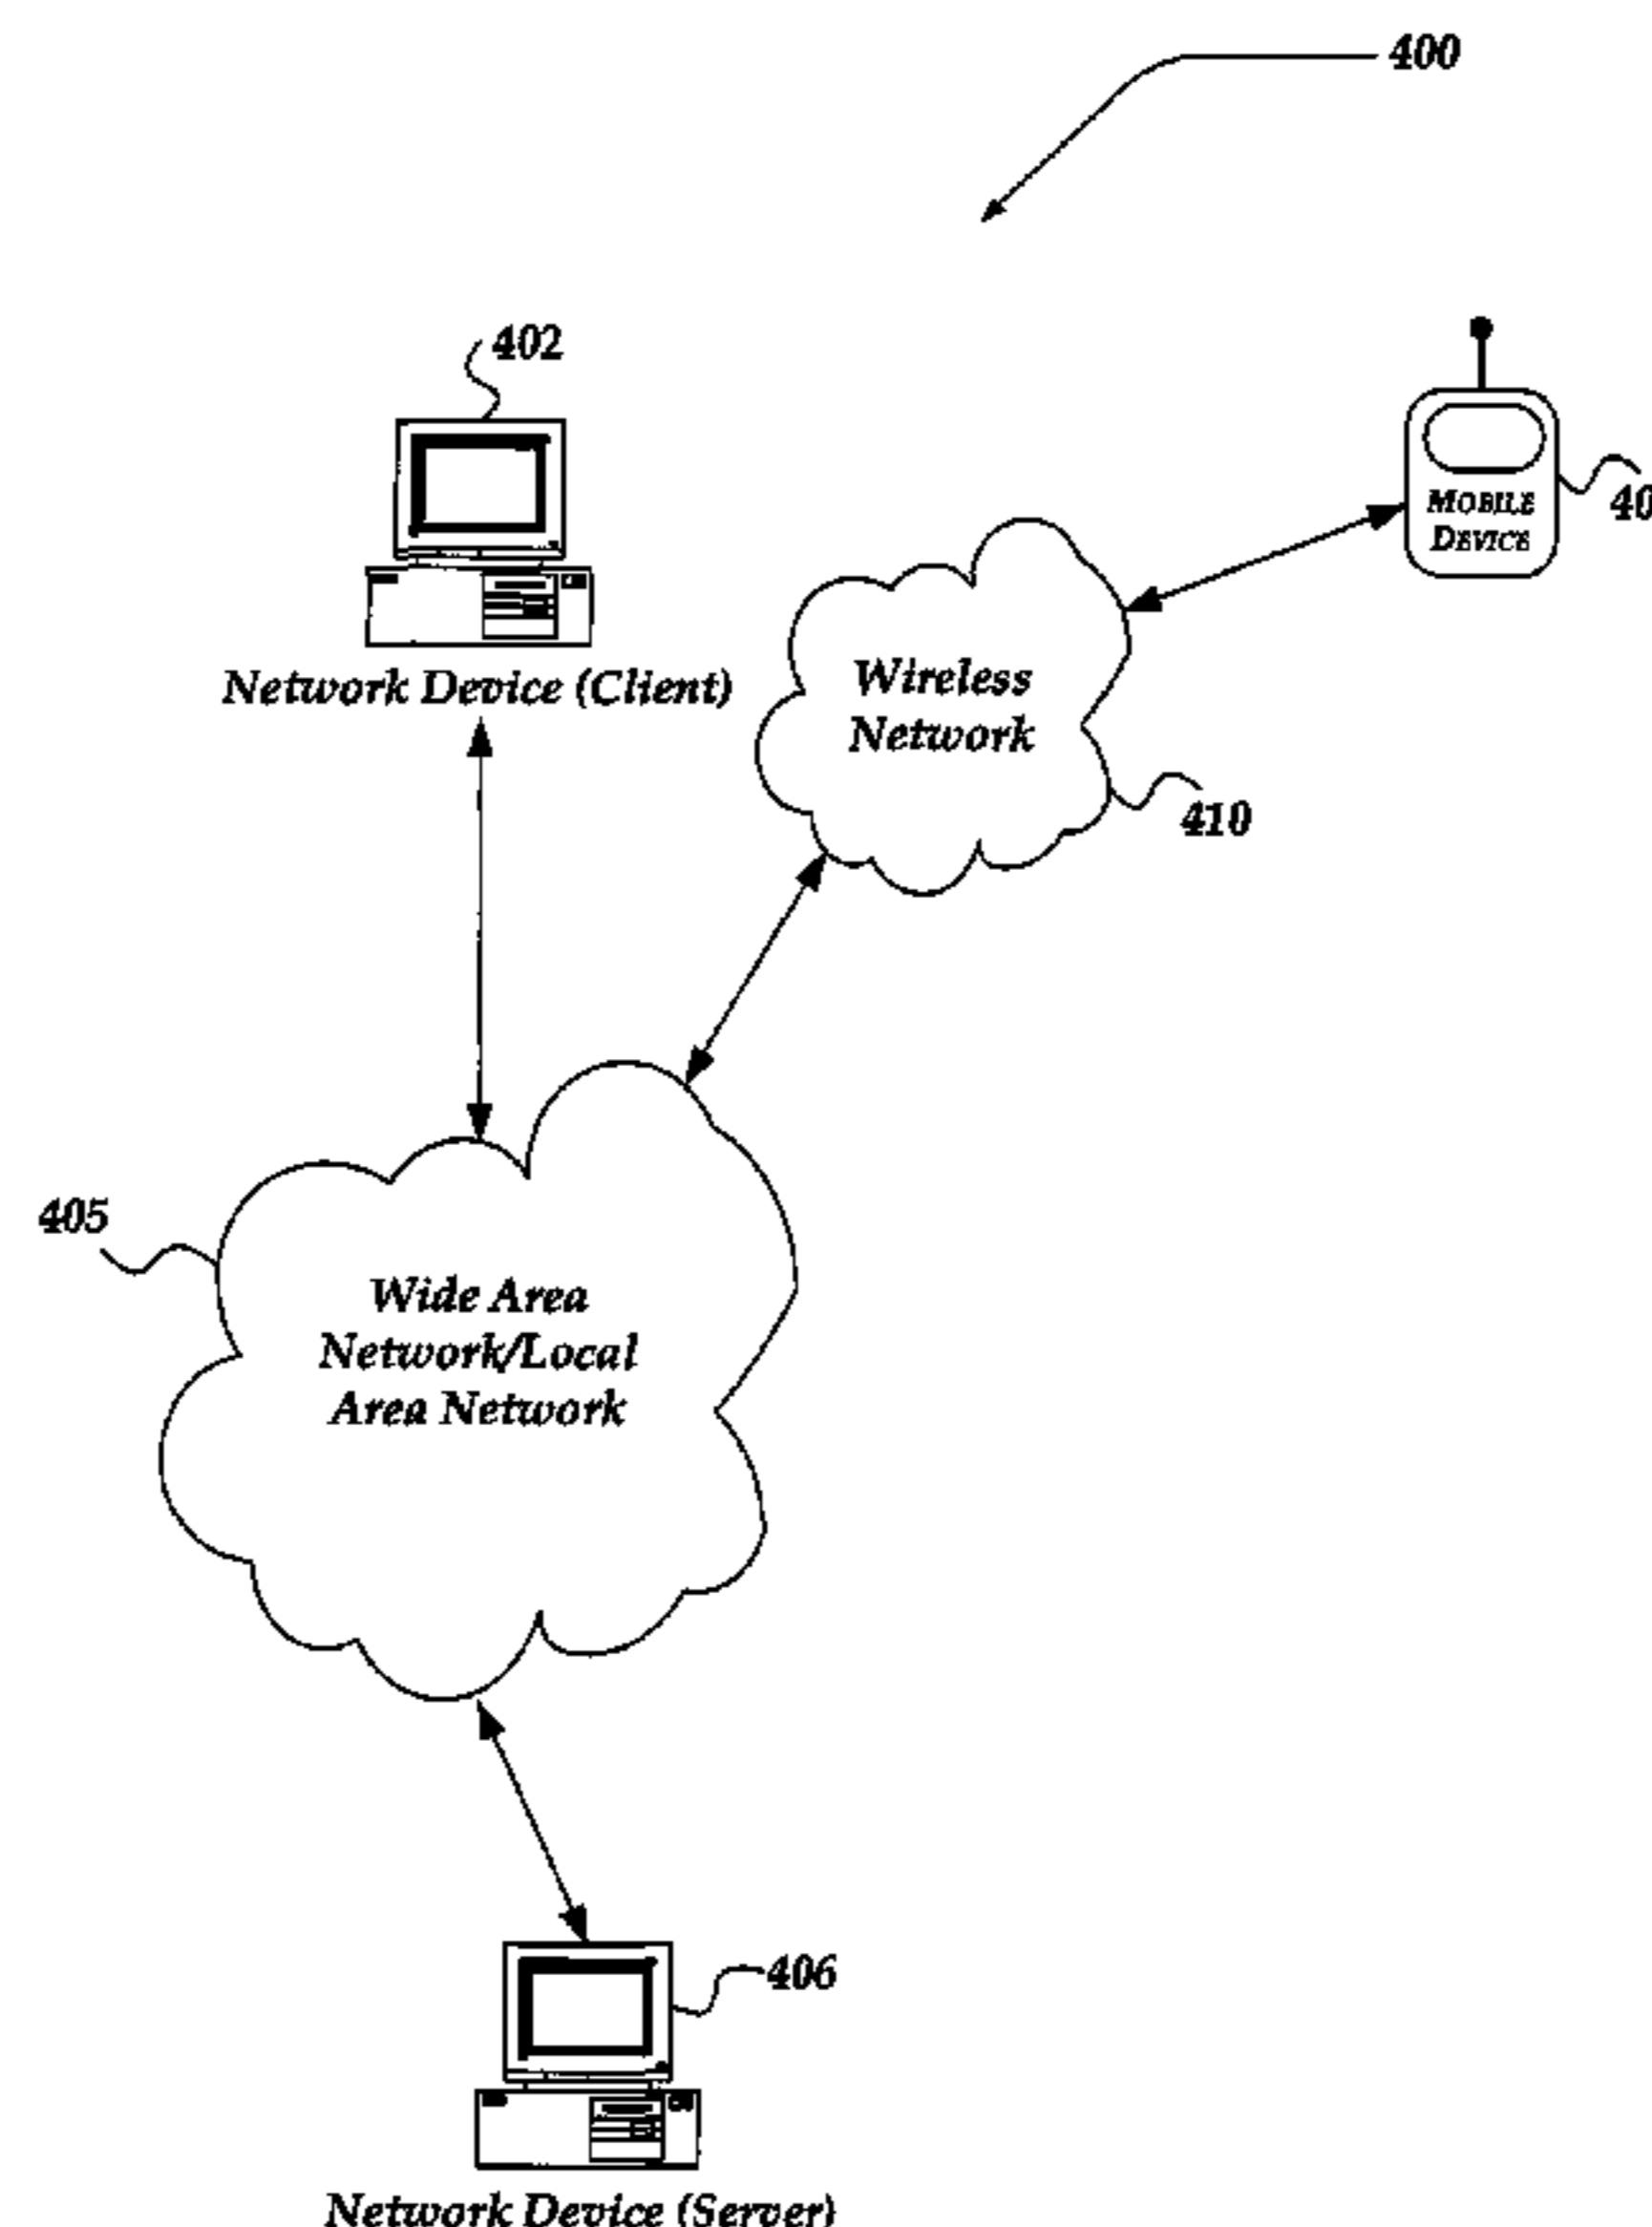 400
402
MOBILE
DEVICE
40
Network Device (Client)
Wireless
Network
410
405
Wide Area
Network/Local
Area Network
406
Network Device (Server)